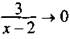 3/(x − 2) → 0